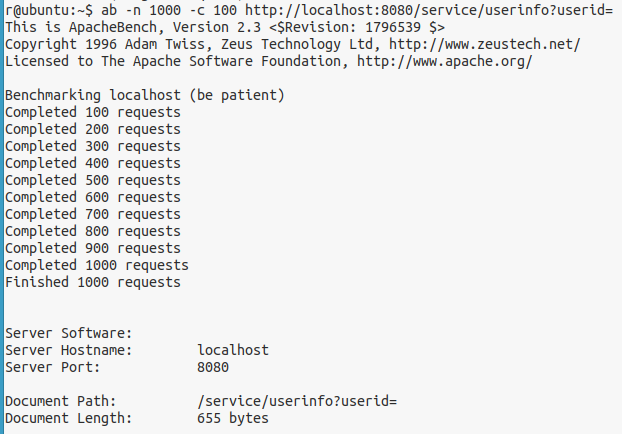 r@ubuntu:~$ ab -n 1000 -c 100 http://localhost:8080/service/userinfo?userid=
This is ApacheBench, Version 2.3 <$Revision: 1796539 $>
Copyright 1996 Adam Twiss, Zeus Technology Ltd, http://www.zeustech.net/
Licensed to The Apache Software Foundation, http://www.apache.org/

Benchmarking localhost (be patient)
Completed 100 requests
Completed 200 requests
Completed 300 requests
Completed 400 requests
Completed 500 requests
Completed 600 requests
Completed 700 requests
Completed 800 requests
Completed 900 requests
Completed 1000 requests
Finished 1000 requests

Server Software:
Server Hostname:        localhost
Server Port:            8080

Document Path:          /service/userinfo?userid=
Document Length:        655 bytes